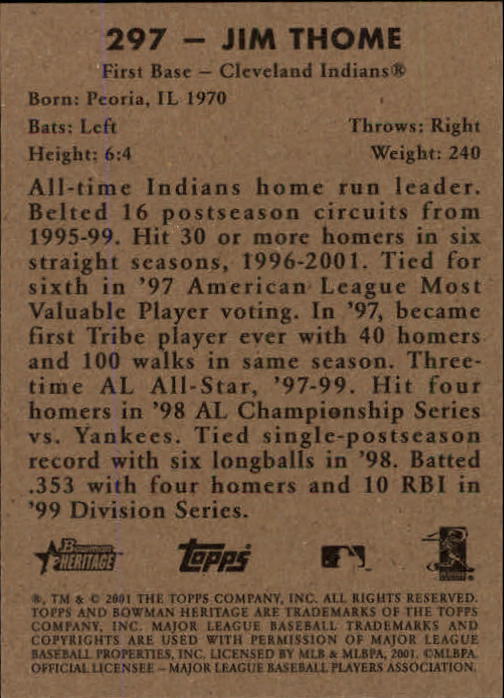 297 – JIM THOME
First Base – Cleveland Indians®
Born: Peoria, IL 1970
Bats: Left Throws: Right
Height: 6:4 Weight: 240
All-time Indians home run leader.
Belted 16 postseason circuits from
1995-99. Hit 30 or more homers in six
straight seasons, 1996-2001. Tied for
sixth in '97 American League Most
Valuable Player voting. In '97, became
first Tribe player ever with 40 homers
and 100 walks in same season. Three-
time AL All-Star, '97-99. Hit four
homers in '98 AL Championship Series
vs. Yankees. Tied single-postseason
record with six longballs in '98. Batted
.353 with four homers and 10 RBI in
'99 Division Series.
B Bowman HERITAGE Topps
®, TM & © 2001 THE TOPPS COMPANY, INC. ALL RIGHTS RESERVED.
TOPPS AND BOWMAN HERITAGE ARE TRADEMARKS OF THE TOPPS
COMPANY, INC. MAJOR LEAGUE BASEBALL TRADEMARKS AND
COPYRIGHTS ARE USED WITH PERMISSION OF MAJOR LEAGUE
BASEBALL PROPERTIES, INC. LICENSED BY MLB & MLBPA, 2001. ©MLBPA.
OFFICIAL LICENSEE – MAJOR LEAGUE BASEBALL PLAYERS ASSOCIATION.